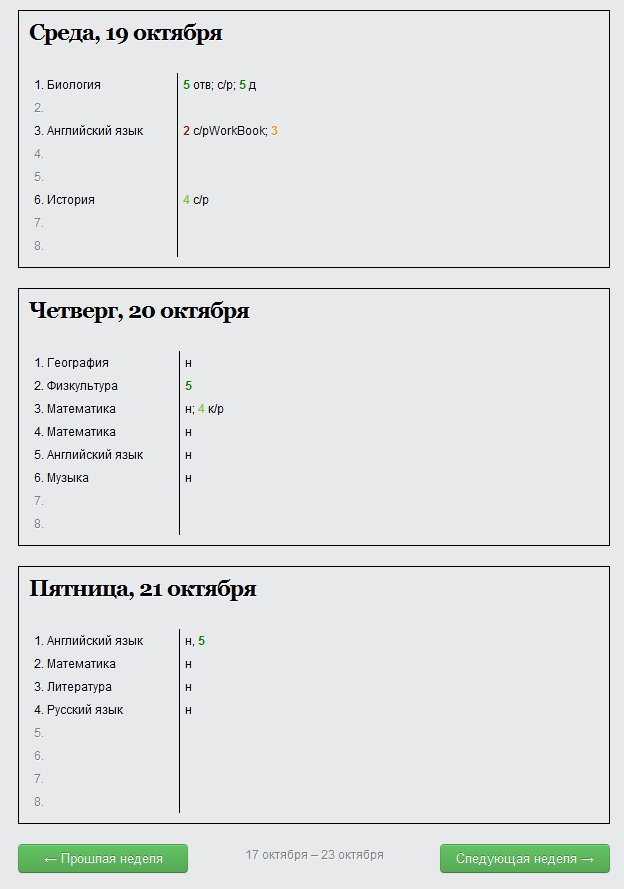 Среда, 19 октября
1. Биология 5 отв; с/р; 5 д
2.
3. Английский язык 2 с/рWorkBook; 3
4.
5.
6. История 4 с/р
7.
8.
Четверг, 20 октября
1. География н
2. Физкультура 5
3. Математика н; 4 к/р
4. Математика н
5. Английский язык н
6. Музыка н
7.
8.
Пятница, 21 октября
1. Английский язык н, 5
2. Математика н
3. Литература н
4. Русский язык н
5.
6.
7.
8.
← Прошлая неделя 17 октября – 23 октября Следующая неделя →